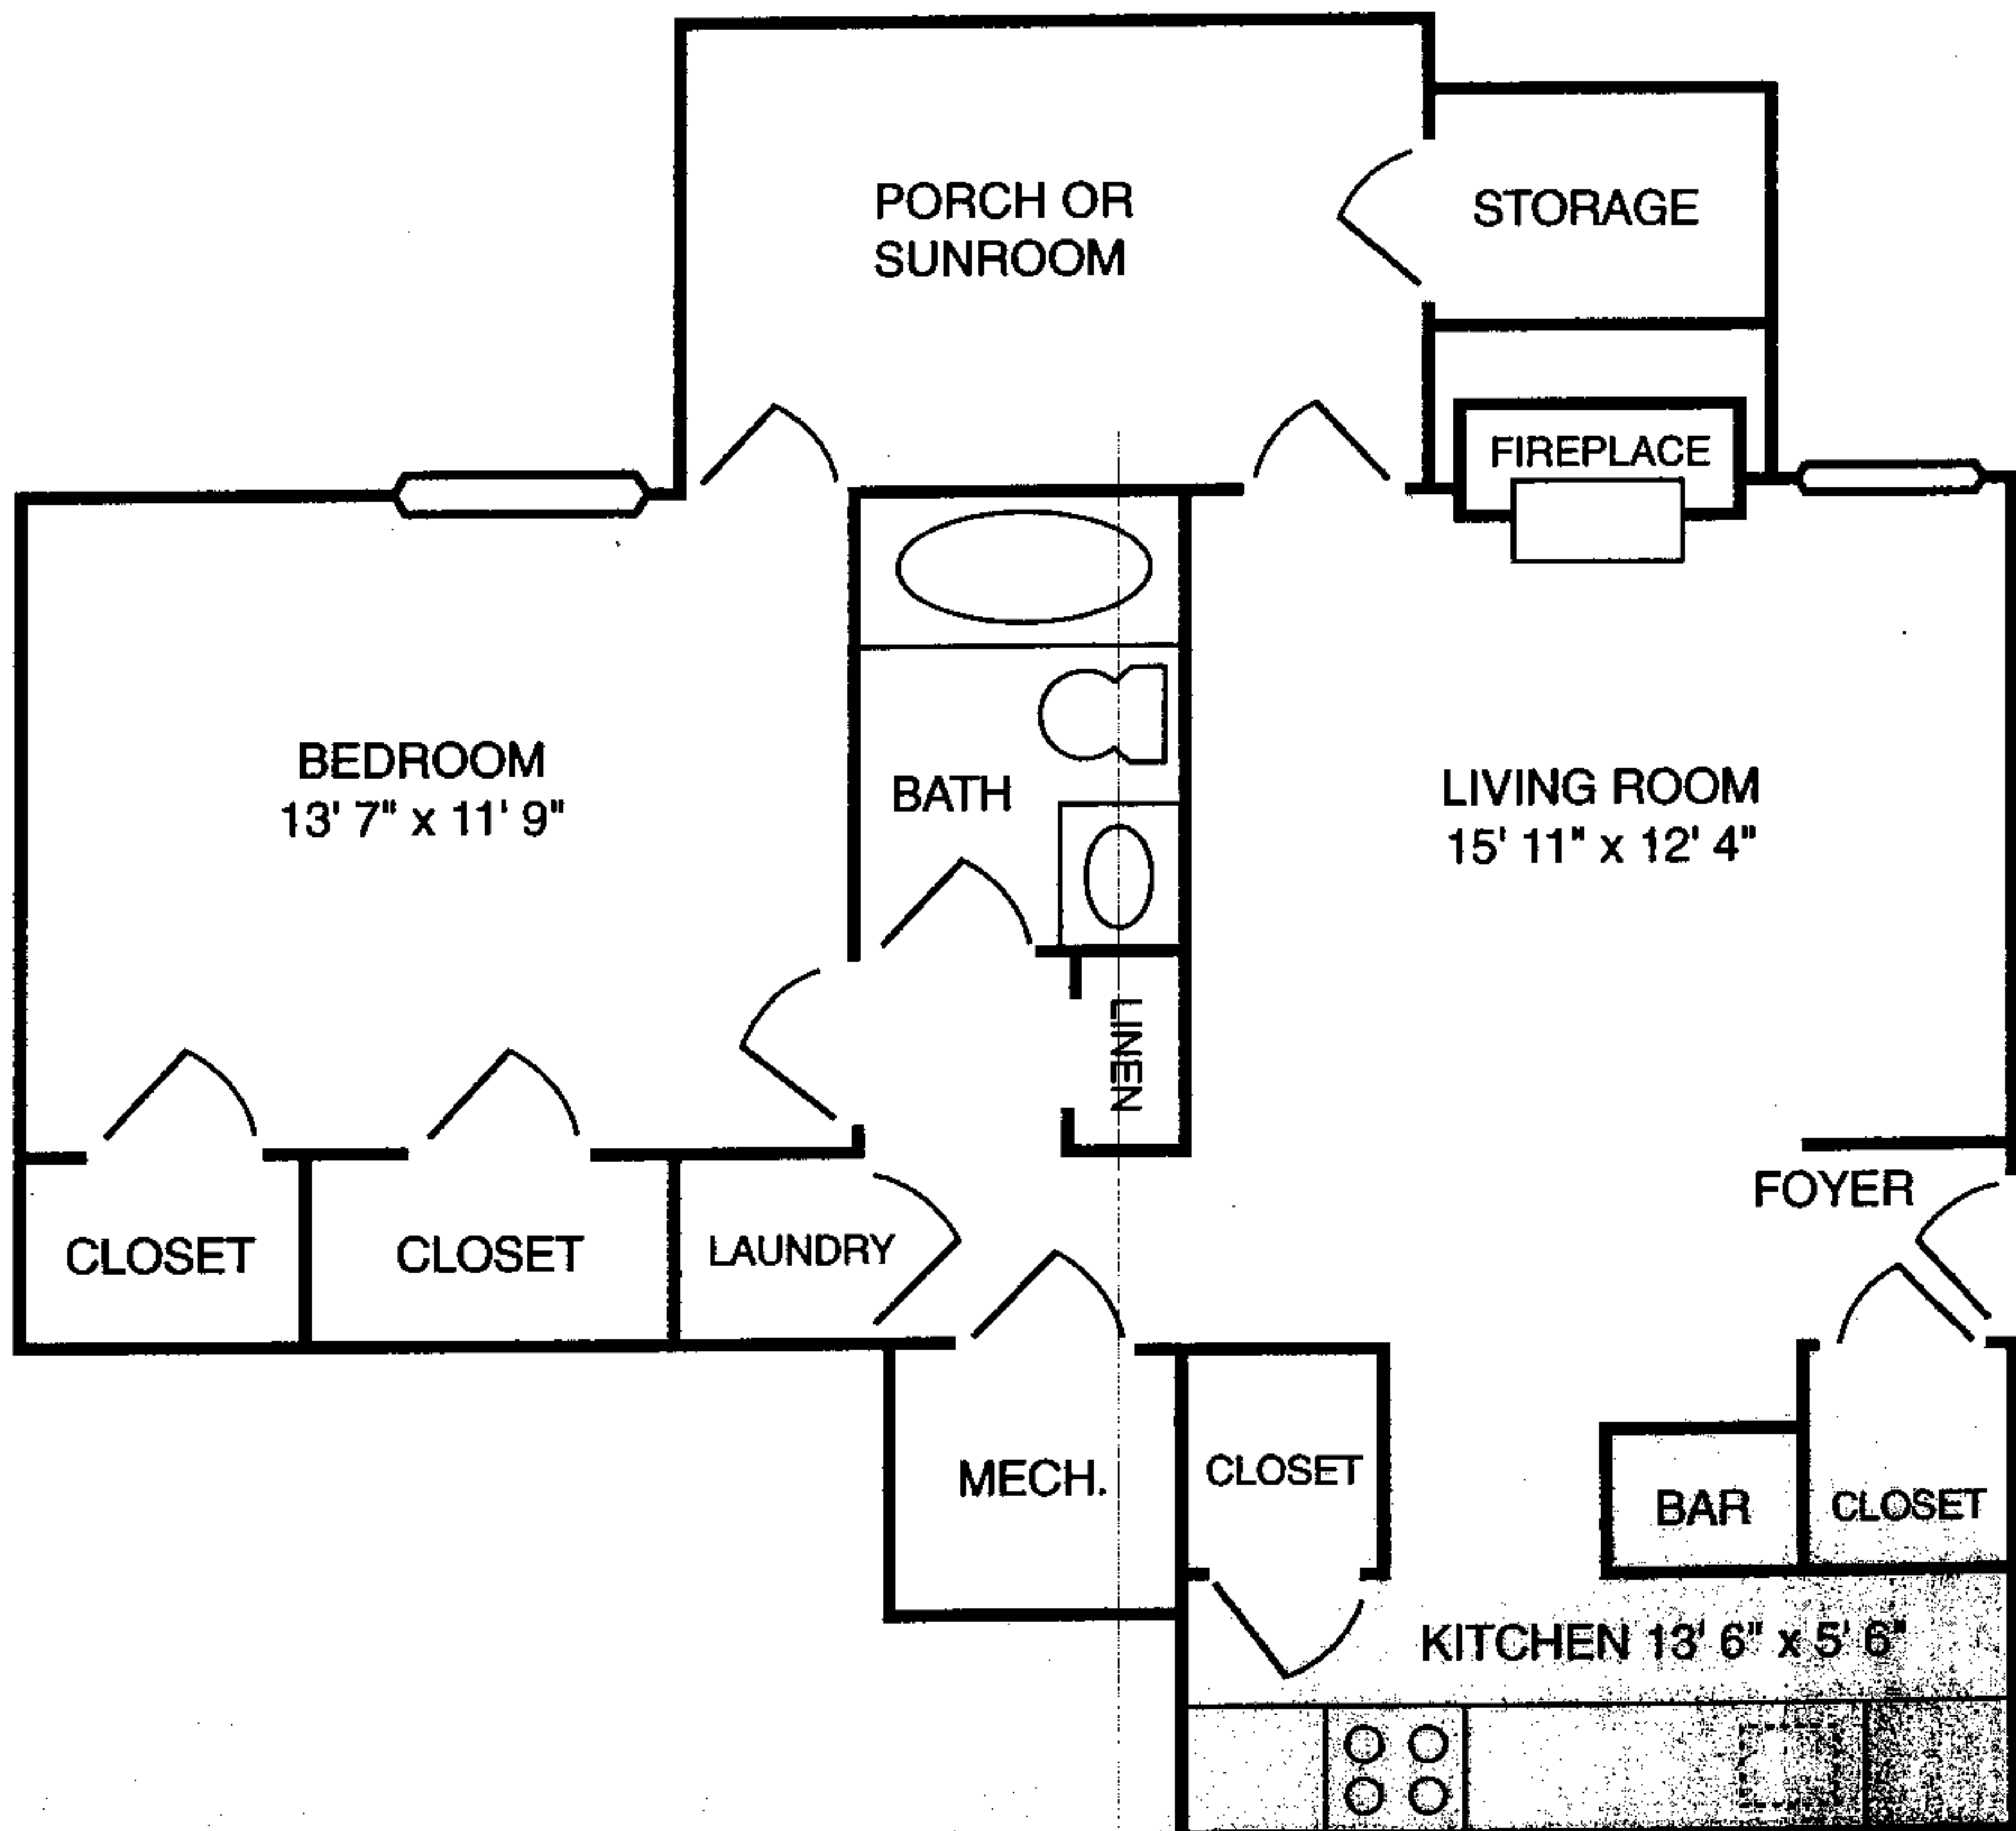 PORCH OR
SUNROOM
STORAGE
FIREPLACE
BEDROOM
13' 7" x 11' 9"
BATH
LIVING ROOM
15' 11" x 12' 4"
LINEN
FOYER
CLOSET
CLOSET
LAUNDRY
MECH.
CLOSET
BAR
CLOSET
KITCHEN 13' 6" x 5' 6"